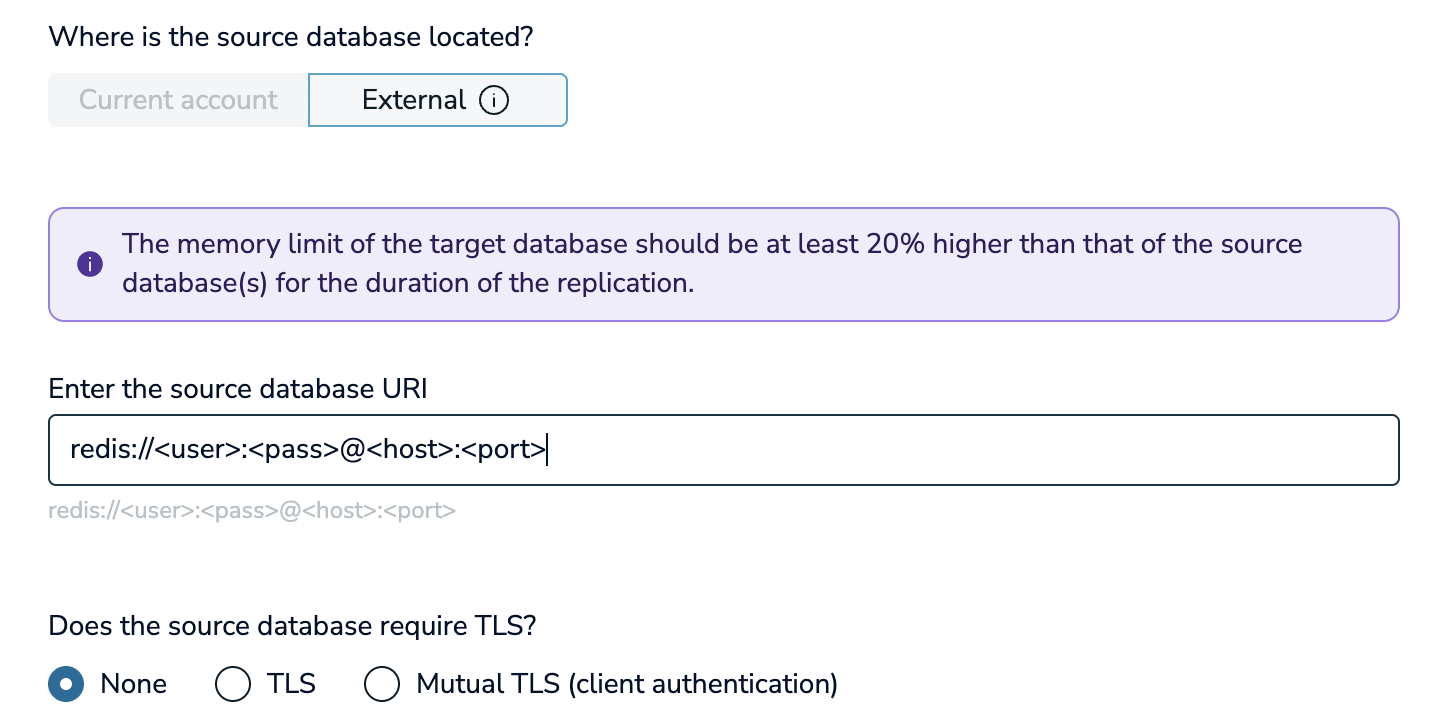 Where is the source database located?
Current account External i
i The memory limit of the target database should be at least 20% higher than that of the source
database(s) for the duration of the replication.
Enter the source database URI
redis://<user>:<pass>@<host>:<port>
redis://<user>:<pass>@<host>:<port>
Does the source database require TLS?
None TLS Mutual TLS (client authentication)